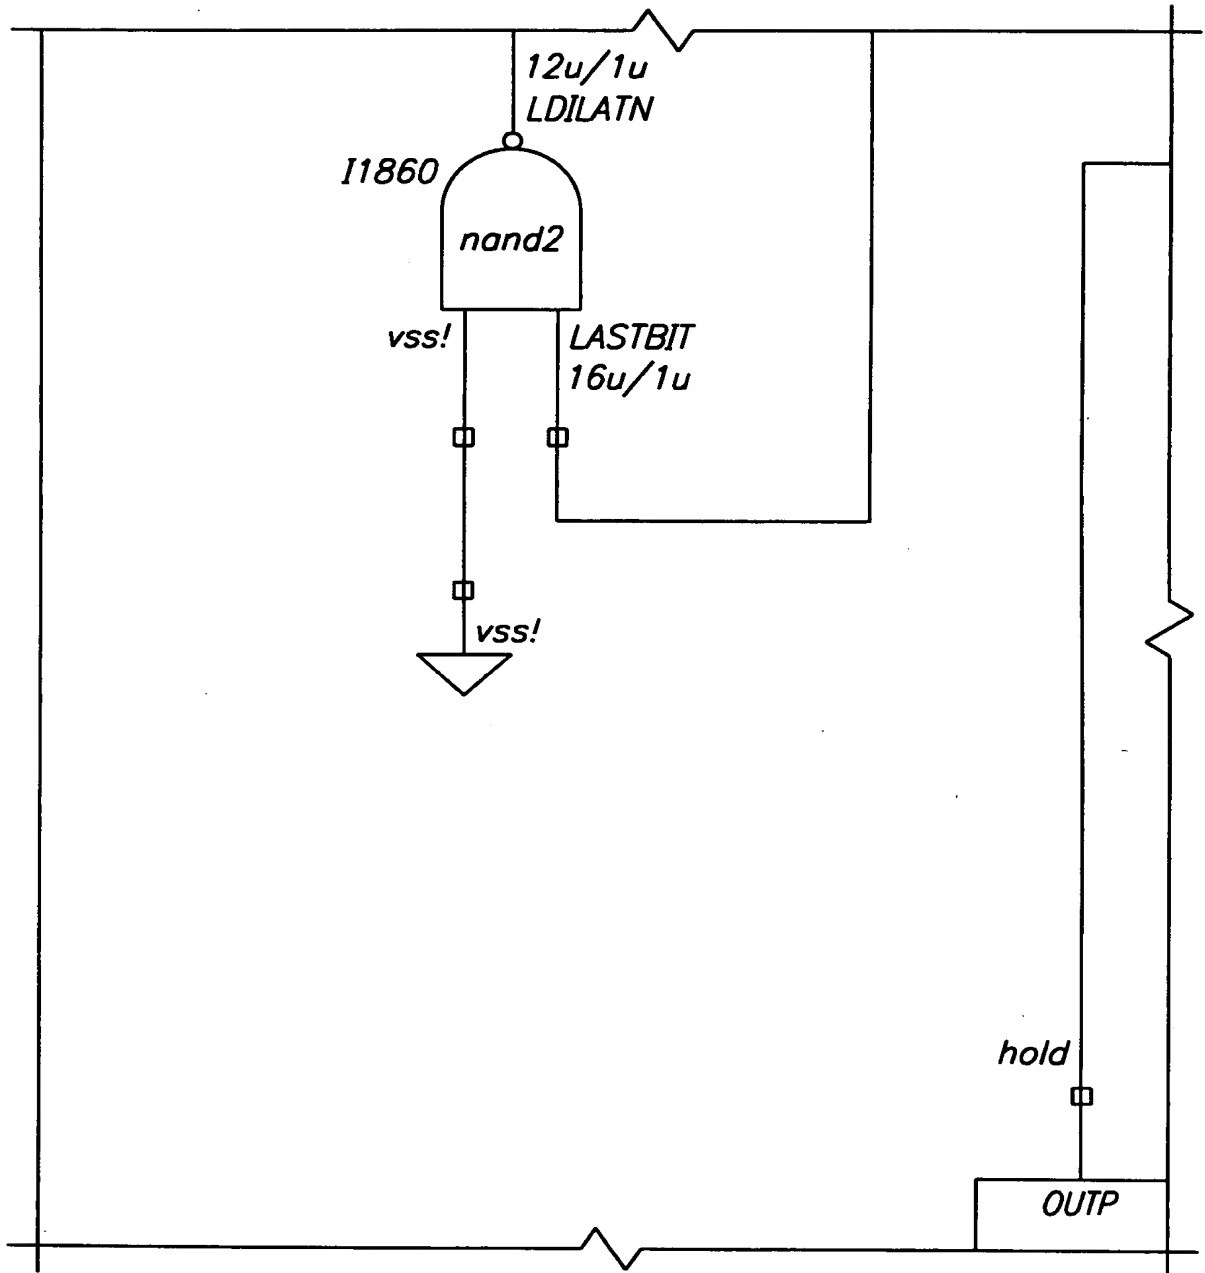 12u/1u
LDILATN
I1860
nand2
vss!
LASTBIT
16u/1u
vss!
hold
OUTP